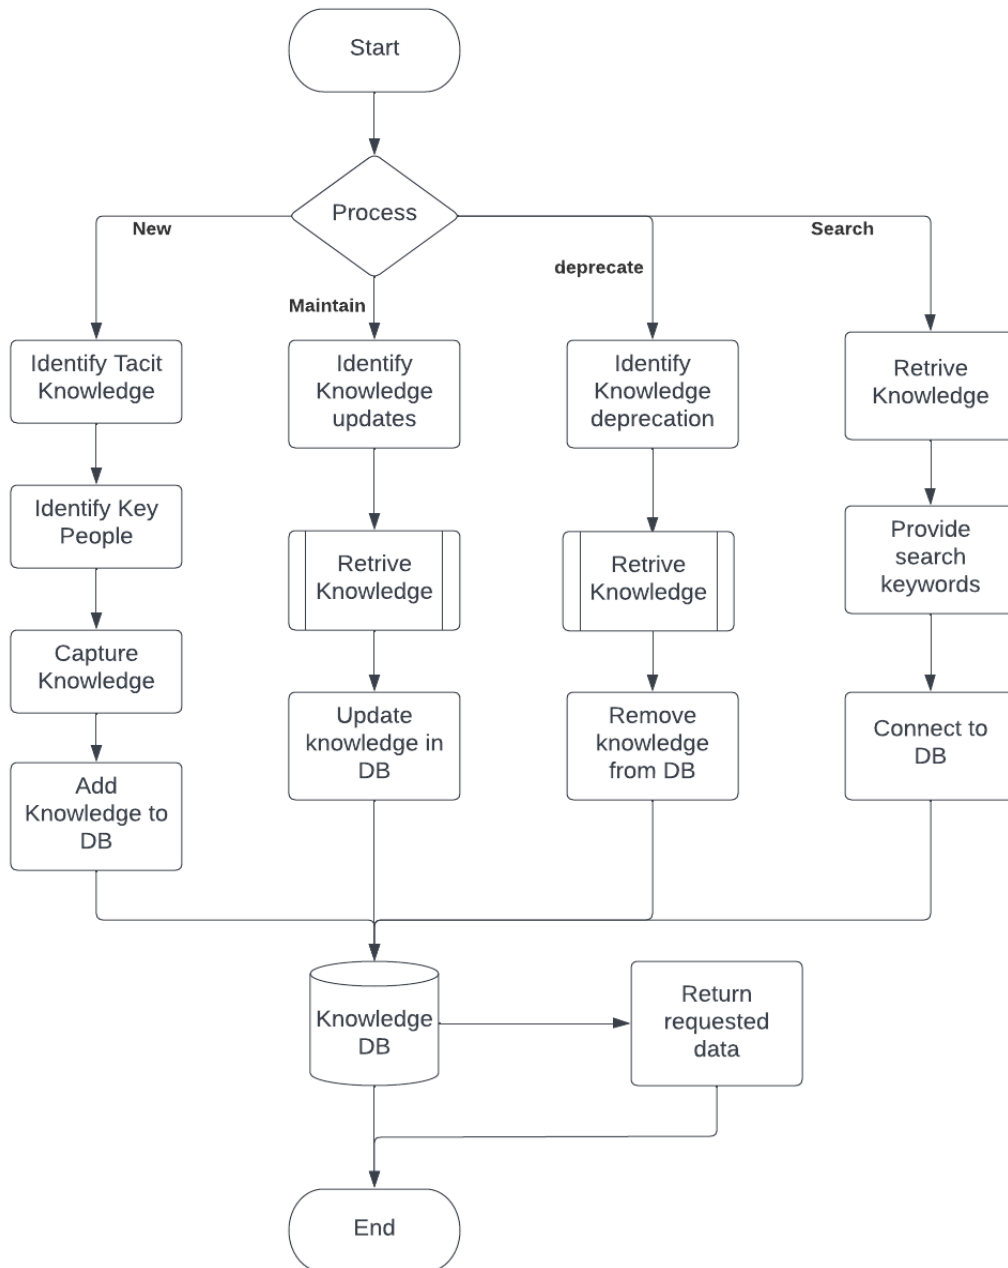 Start
Process
New
Search
deprecate
Maintain
Identify Tacit
Knowledge
Identify
Knowledge
updates
Identify
Knowledge
deprecation
Retrive
Knowledge
Identify Key
People
Retrive
Knowledge
Retrive
Knowledge
Provide
search
keywords
Capture
Knowledge
Update
knowledge in
DB
Remove
knowledge
from DB
Connect to
DB
Add
Knowledge to
DB
Knowledge
DB
Return
requested
data
End